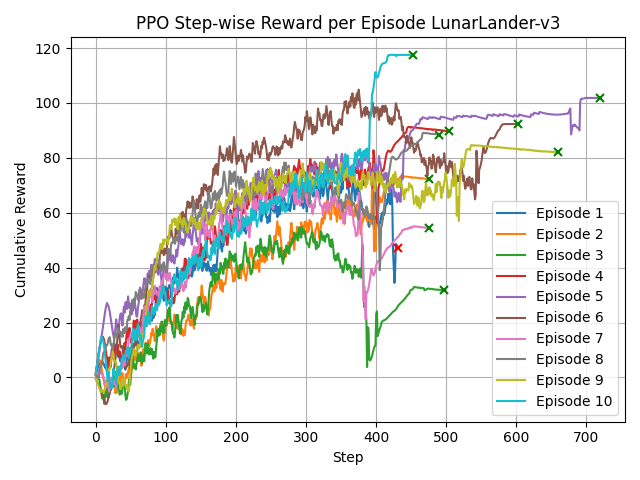 PPO Step-wise Reward per Episode LunarLander-v3
Cumulative Reward
120
100
80
60
40
20
0
0 100 200 300 400 500 600 700
Step
Episode 1
Episode 2
Episode 3
Episode 4
Episode 5
Episode 6
Episode 7
Episode 8
Episode 9
Episode 10